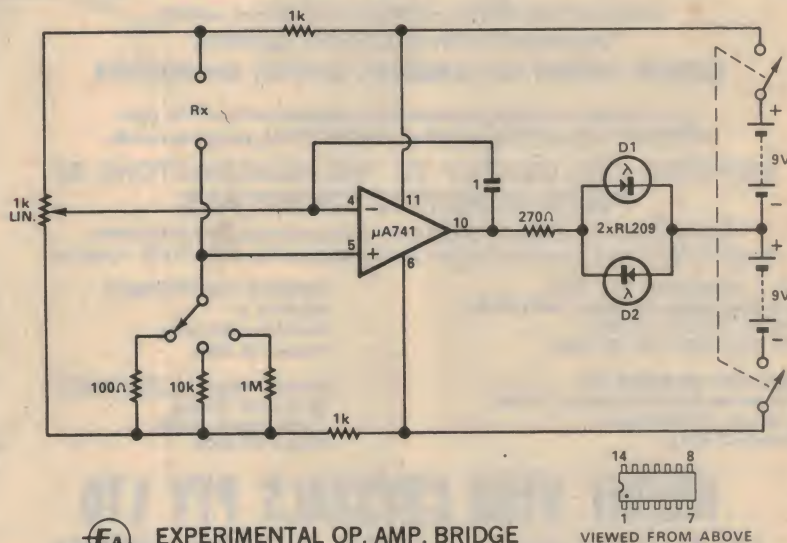 1k
Rx
1k
LIN.
4
−
11
μA741
5
+
6
10
1
270Ω
D1
λ
2xRL209
λ
D2
+
9V
−
+
9V
−
100Ω
10k
1M
1k
14 8
1 7
EA EXPERIMENTAL OP. AMP. BRIDGE
VIEWED FROM ABOVE